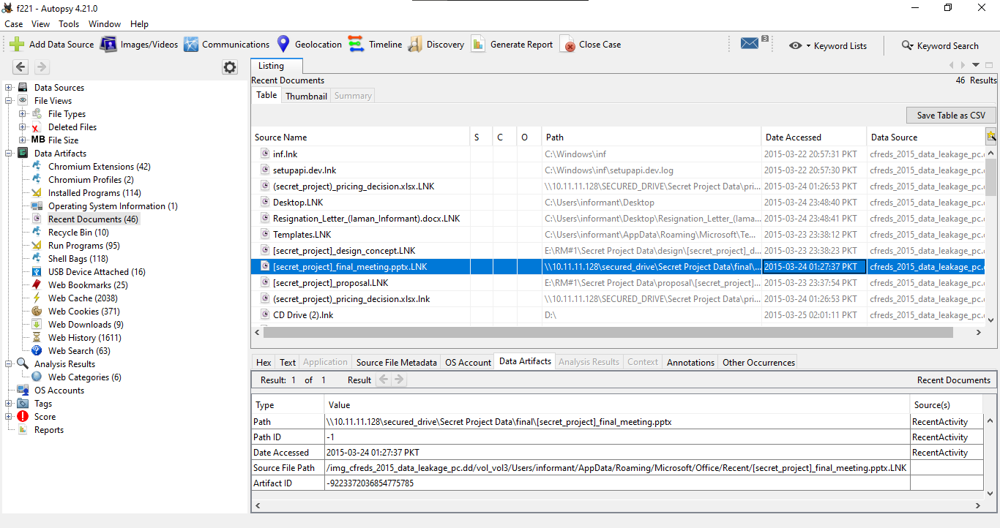 f221 - Autopsy 4.21.0
Case View Tools Window Help
Add Data Source Images/Videos Communications Geolocation Timeline Discovery Generate Report Close Case 3 Keyword Lists Keyword Search
Data Sources
File Views
File Types
Deleted Files
MB File Size
Data Artifacts
Chromium Extensions (42)
Chromium Profiles (2)
Installed Programs (114)
Operating System Information (1)
Recent Documents (46)
Recycle Bin (10)
Run Programs (95)
Shell Bags (118)
USB Device Attached (16)
Web Bookmarks (25)
Web Cache (2038)
Web Cookies (371)
Web Downloads (9)
Web History (1611)
Web Search (63)
Analysis Results
Web Categories (6)
OS Accounts
Tags
Score
Reports
Listing
Recent Documents 46 Results
Table Thumbnail Summary
Save Table as CSV
Source Name S C O Path Date Accessed Data Source
inf.lnk C:\Windows\inf 2015-03-22 20:57:31 PKT cfreds_2015_data_leakage_pc.
setupapi.dev.lnk C:\Windows\inf\setupapi.dev.log 2015-03-22 20:57:30 PKT cfreds_2015_data_leakage_pc.
(secret_project)_pricing_decision.xlsx.LNK \\10.11.11.128\SECURED_DRIVE\Secret Project Data\pri... 2015-03-24 01:26:53 PKT cfreds_2015_data_leakage_pc.
Desktop.LNK C:\Users\informant\Desktop 2015-03-24 23:48:40 PKT cfreds_2015_data_leakage_pc.
Resignation_Letter_(Iaman_Informant).docx.LNK C:\Users\informant\Desktop\Resignation_Letter_(Iama... 2015-03-24 23:48:41 PKT cfreds_2015_data_leakage_pc.
Templates.LNK C:\Users\informant\AppData\Roaming\Microsoft\Te... 2015-03-23 23:38:12 PKT cfreds_2015_data_leakage_pc.
[secret_project]_design_concept.LNK E:\RM#1\Secret Project Data\design\[secret_project]_d... 2015-03-23 23:38:23 PKT cfreds_2015_data_leakage_pc.
[secret_project]_final_meeting.pptx.LNK \\10.11.11.128\secured_drive\Secret Project Data\final\... 2015-03-24 01:27:37 PKT cfreds_2015_data_leakage_pc.
[secret_project]_proposal.LNK E:\RM#1\Secret Project Data\proposal\[secret_project]... 2015-03-23 23:37:54 PKT cfreds_2015_data_leakage_pc.
(secret_project)_pricing_decision.xlsx.lnk \\10.11.11.128\SECURED_DRIVE\Secret Project Data\pri... 2015-03-24 01:26:53 PKT cfreds_2015_data_leakage_pc.
CD Drive (2).lnk D:\ 2015-03-25 02:01:11 PKT cfreds_2015_data_leakage_pc.
Hex Text Application Source File Metadata OS Account Data Artifacts Analysis Results Context Annotations Other Occurrences
Result: 1 of 1 Result Recent Documents
Type Value Source(s)
Path \\10.11.11.128\secured_drive\Secret Project Data\final\[secret_project]_final_meeting.pptx RecentActivity
Path ID -1 RecentActivity
Date Accessed 2015-03-24 01:27:37 PKT RecentActivity
Source File Path /img_cfreds_2015_data_leakage_pc.dd/vol_vol3/Users/informant/AppData/Roaming/Microsoft/Office/Recent/[secret_project]_final_meeting.pptx.LNK
Artifact ID -9223372036854775785